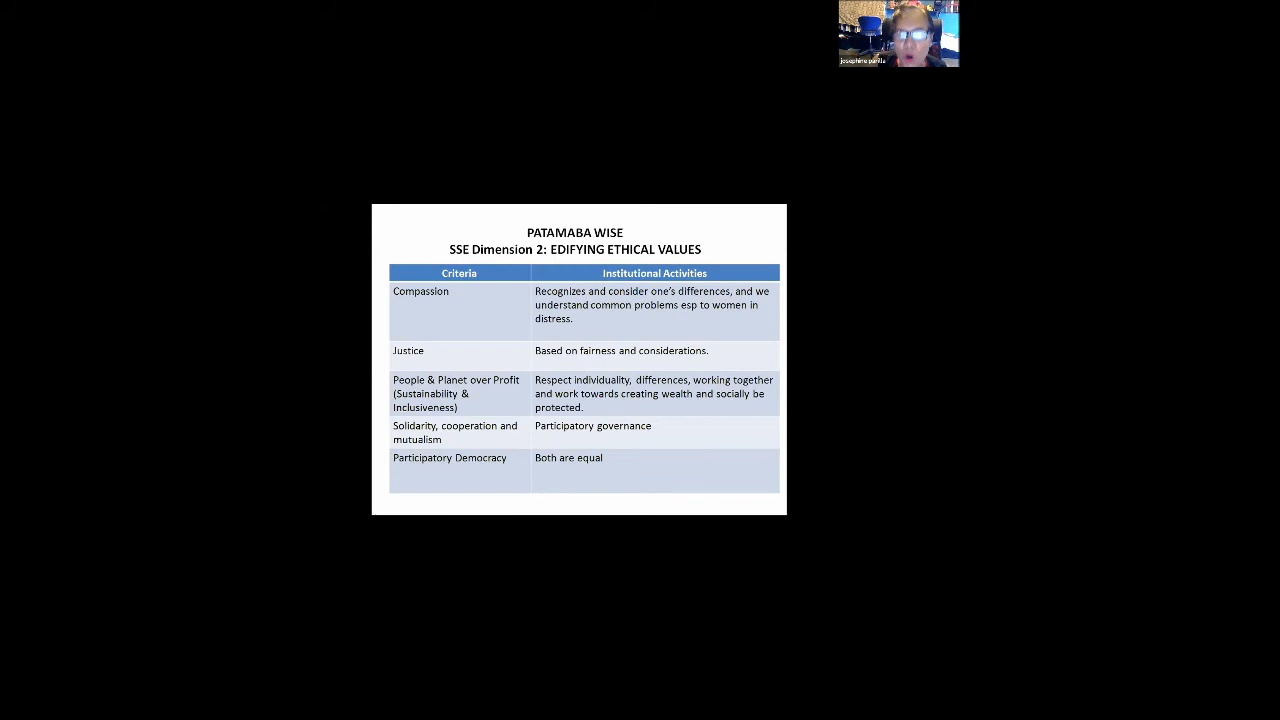 josephine parilla
PATAMABA WISE
SSE Dimension 2: EDIFYING ETHICAL VALUES
Criteria
Institutional Activities
Compassion
Recognizes and consider one's differences, and we
understand common problems esp to women in
distress.
Justice
Based on fairness and considerations.
People & Planet over Profit
(Sustainability &
Inclusiveness)
Respect individuality, differences, working together
and work towards creating wealth and socially be
protected.
Solidarity, cooperation and
mutualism
Participatory governance
Participatory Democracy
Both are equal